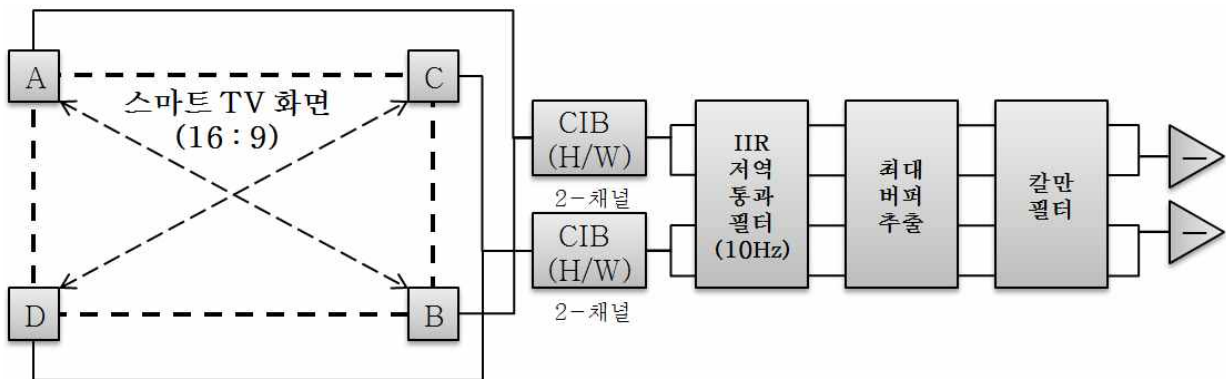 A
C
스마트 TV 화면
(16 : 9)
D
B
CIB
(H/W)
2-채널
CIB
(H/W)
2-채널
IIR
저역
통과
필터
(10Hz)
최대
버퍼
추출
칼만
필터
−
−